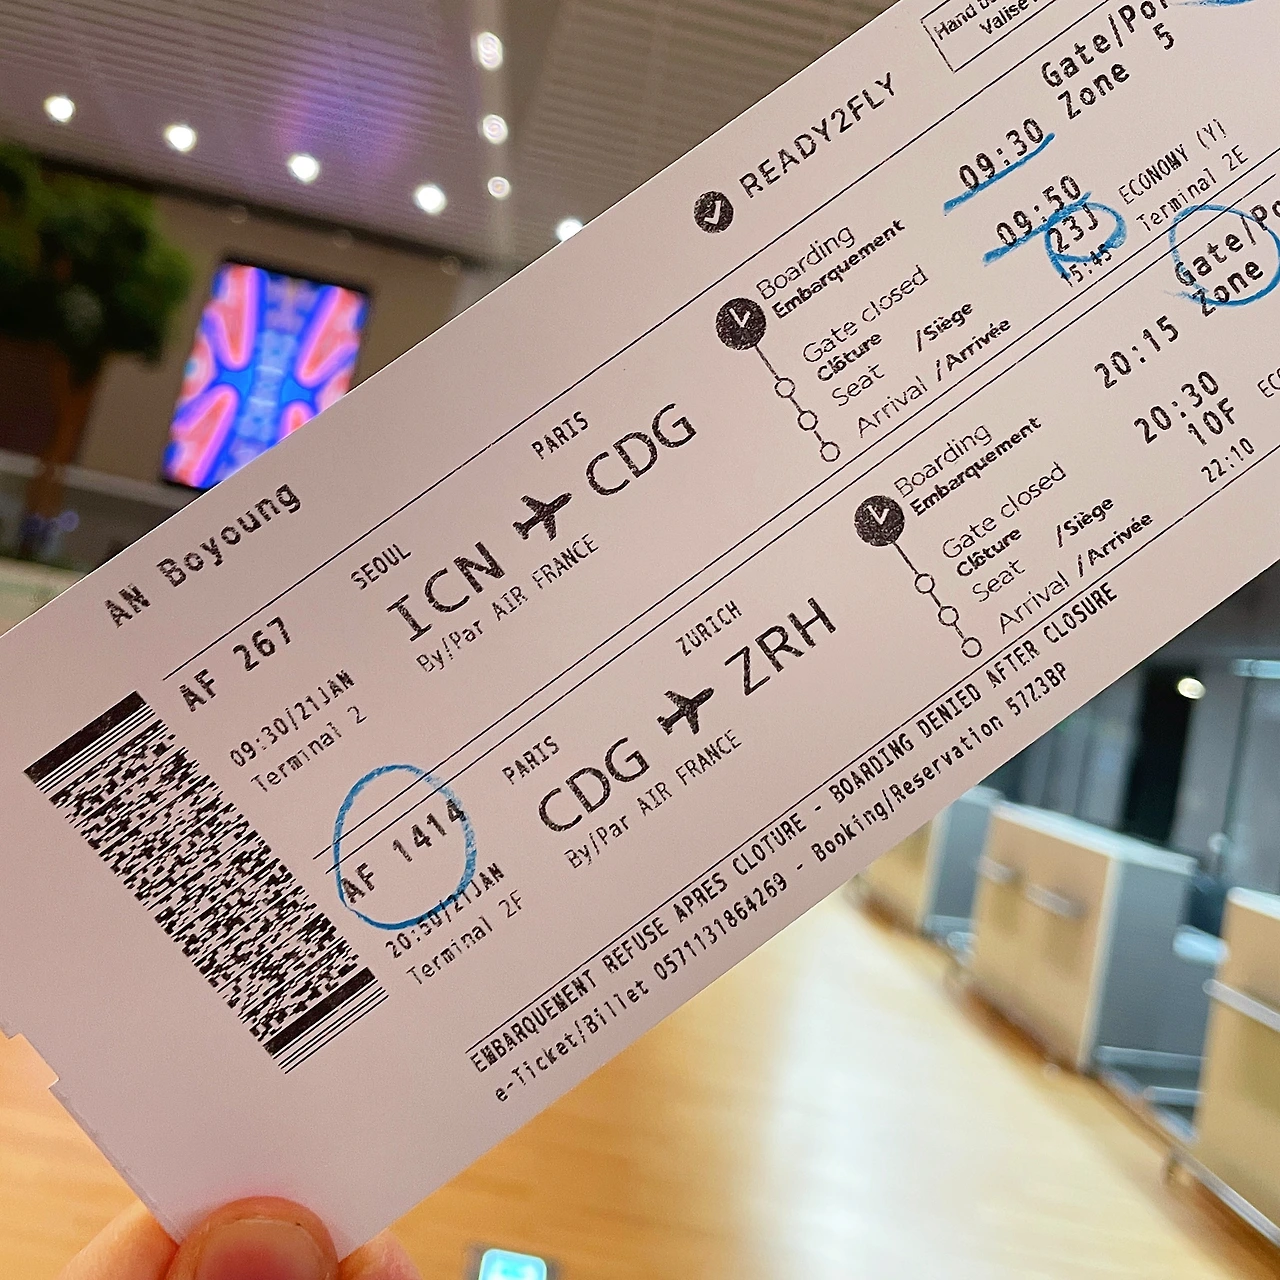 Hand
Valise
READY2FLY
AN Boyoung
AF 267
09:30/21JAN
Terminal 2
SEOUL
ICN
By/Par AIR FRANCE
PARIS
CDG
Boarding
Embarquement
09:30
Gate/Por
Zone 5
Gate closed
Clôture
09:50
Seat /Siège
23J ECONOMY (Y)
Arrival /Arrivée
15:45 Terminal 2E
AF 1414
20:50/21JAN
Terminal 2F
PARIS
CDG
By/Par AIR FRANCE
ZURICH
ZRH
Boarding
Embarquement
20:15
Gate/Po
Zone
Gate closed
Clôture
20:30
Seat /Siège
10F
Arrival /Arrivée
22:10
EMBARQUEMENT REFUSE APRES CLOTURE - BOARDING DENIED AFTER CLOSURE
e-Ticket/Billet 0571131864269 - Booking/Reservation 57Z3BP